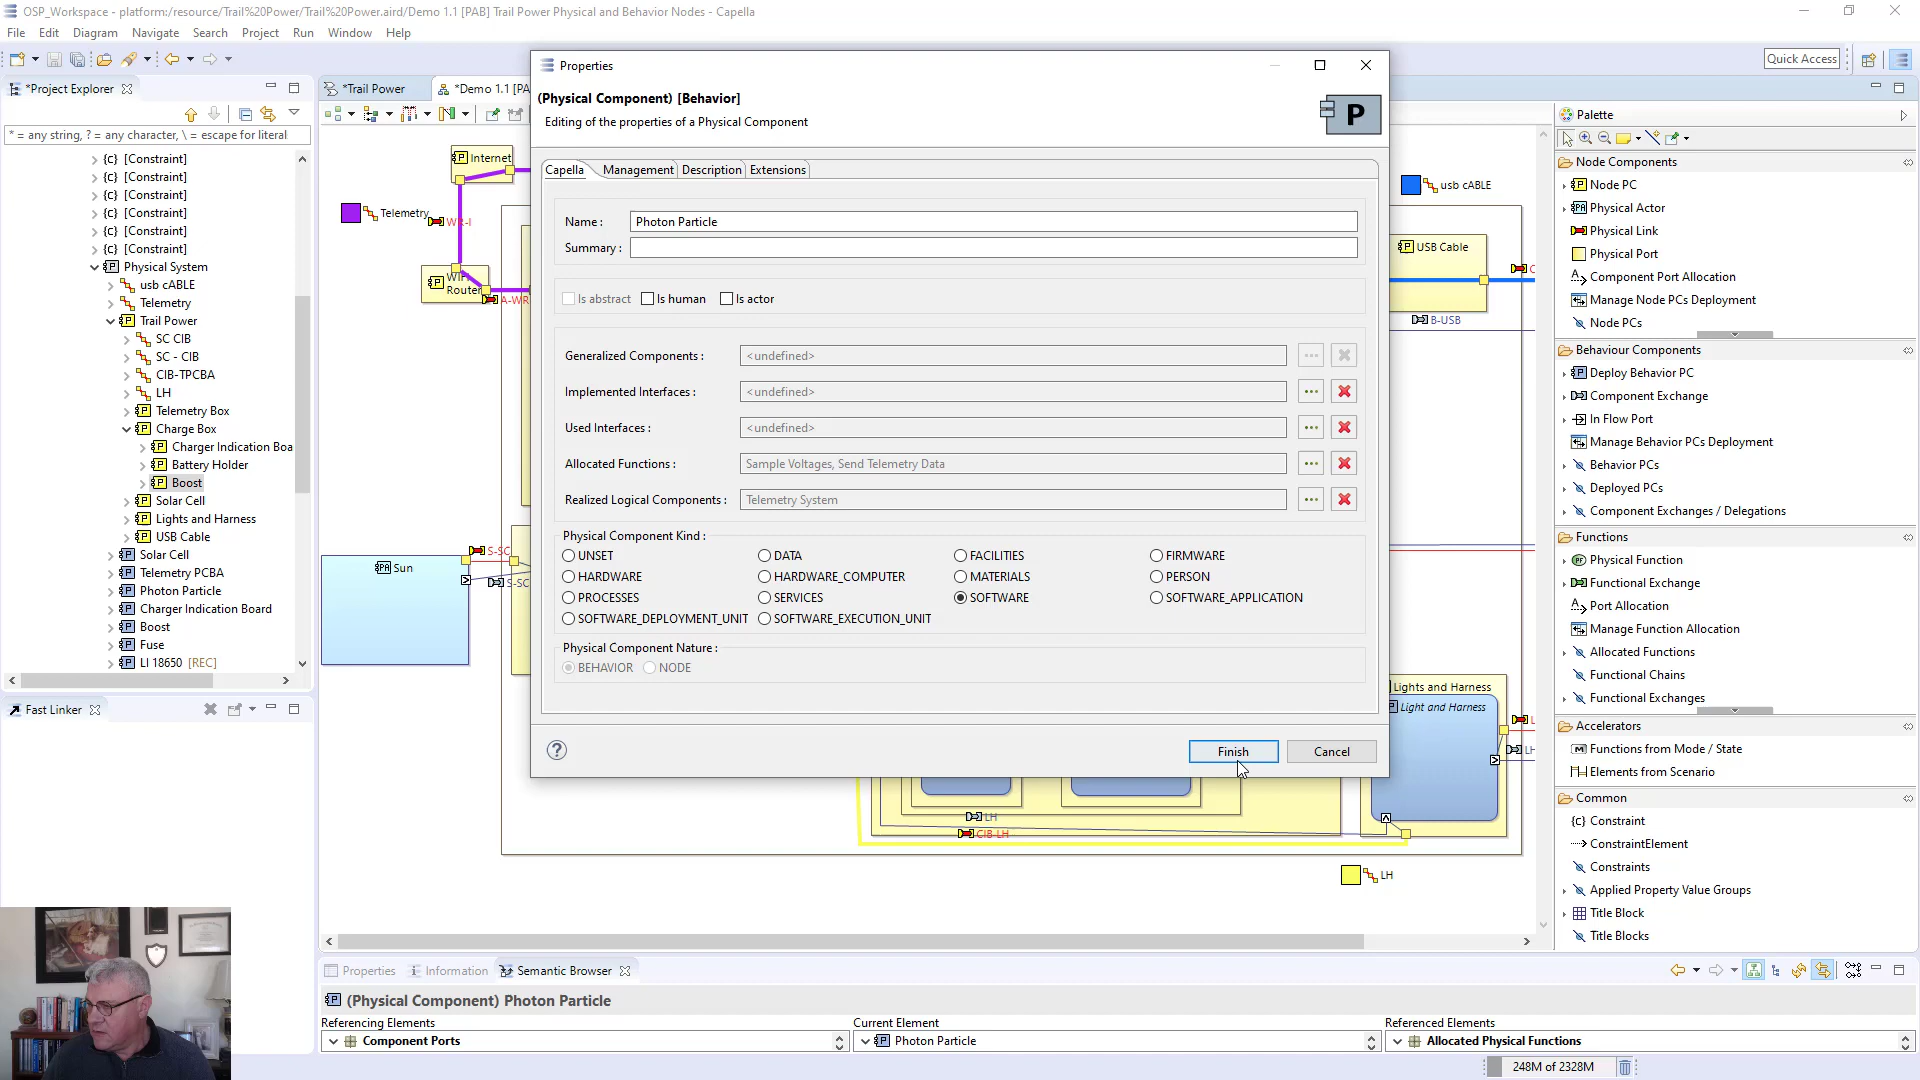 OSP_Workspace - platform:/resource/Trail%20Power/Trail%20Power.aird/Demo 1.1 [PAB] Trail Power Physical and Behavior Nodes - Capella
File Edit Diagram Navigate Search Project Run Window Help
Quick Access
*Project Explorer
* = any string, ? = any character, \ = escape for literal
{c} [Constraint]
{c} [Constraint]
{c} [Constraint]
{c} [Constraint]
{c} [Constraint]
{c} [Constraint]
Physical System
usb cABLE
Telemetry
Trail Power
SC CIB
SC - CIB
CIB-TPCBA
LH
Telemetry Box
Charge Box
Charger Indication Boa
Battery Holder
Boost
Solar Cell
Lights and Harness
USB Cable
Solar Cell
Telemetry PCBA
Photon Particle
Charger Indication Board
Boost
Fuse
LI 18650 [REC]
Fast Linker
*Trail Power
*Demo 1.1 [PA
Internet
Telemetry
WR-I
WiFi
Router
A-WR
Sun
S-SC
S-SC
usb cABLE
USB Cable
B-USB
Lights and Harness
Light and Harness
LH
CIB-LH
LH
LH
Properties
(Physical Component) [Behavior]
Editing of the properties of a Physical Component
P
Capella Management Description Extensions
Name : Photon Particle
Summary :
Is abstract Is human Is actor
Generalized Components : <undefined>
Implemented Interfaces : <undefined>
Used Interfaces : <undefined>
Allocated Functions : Sample Voltages, Send Telemetry Data
Realized Logical Components : Telemetry System
Physical Component Kind :
UNSET DATA FACILITIES FIRMWARE
HARDWARE HARDWARE_COMPUTER MATERIALS PERSON
PROCESSES SERVICES SOFTWARE SOFTWARE_APPLICATION
SOFTWARE_DEPLOYMENT_UNIT SOFTWARE_EXECUTION_UNIT
Physical Component Nature :
BEHAVIOR NODE
Finish Cancel
Palette
Node Components
Node PC
Physical Actor
Physical Link
Physical Port
Component Port Allocation
Manage Node PCs Deployment
Node PCs
Behaviour Components
Deploy Behavior PC
Component Exchange
In Flow Port
Manage Behavior PCs Deployment
Behavior PCs
Deployed PCs
Component Exchanges / Delegations
Functions
Physical Function
Functional Exchange
Port Allocation
Manage Function Allocation
Allocated Functions
Functional Chains
Functional Exchanges
Accelerators
Functions from Mode / State
Elements from Scenario
Common
{c} Constraint
ConstraintElement
Constraints
Applied Property Value Groups
Title Block
Title Blocks
Properties Information Semantic Browser
(Physical Component) Photon Particle
Referencing Elements Current Element Referenced Elements
Component Ports Photon Particle Allocated Physical Functions
248M of 2328M